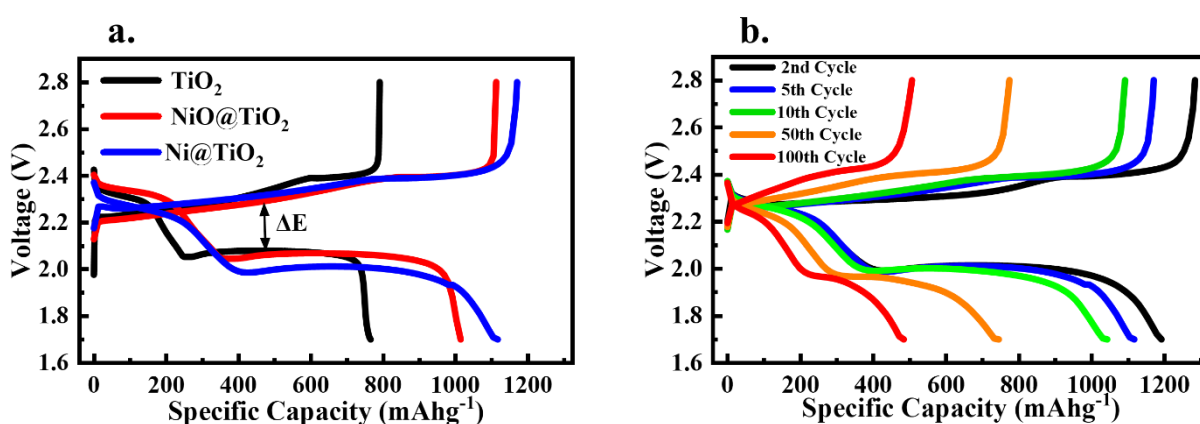 a.
TiO₂
NiO@TiO₂
Ni@TiO₂
ΔE
Voltage (V)
2.8
2.6
2.4
2.2
2.0
1.8
1.6
0 200 400 600 800 1000 1200
Specific Capacity (mAhg⁻¹)
b.
2nd Cycle
5th Cycle
10th Cycle
50th Cycle
100th Cycle
Voltage (V)
2.8
2.6
2.4
2.2
2.0
1.8
1.6
0 200 400 600 800 1000 1200
Specific Capacity (mAhg⁻¹)